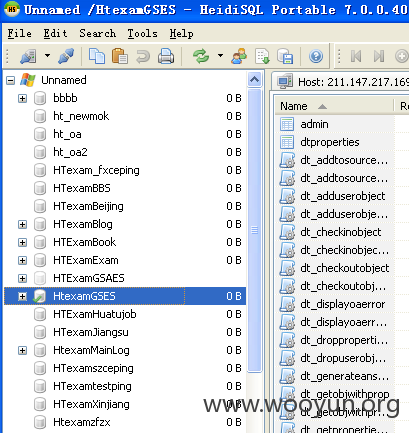 Unnamed /HtexamGSES - HeidiSQL Portable 7.0.0.40
File Edit Search Tools Help
Unnamed
bbbb 0 B
ht_newmok 0 B
ht_oa 0 B
ht_oa2 0 B
HTexam_fxceping 0 B
HTexamBBS 0 B
HTexamBeijing 0 B
HTexamBlog 0 B
HTexamBook 0 B
HTexamExam 0 B
HTexamGSAES 0 B
HtexamGSES 0 B
HTexamHuatujob 0 B
HTexamJiangsu 0 B
HtexamMainLog 0 B
HTexamszceping 0 B
HTexamtestping 0 B
HTexamXinjiang 0 B
Htexamzfzx 0 B
Host: 211.147.217.169
Name Re
admin
dtproperties
dt_addtosource...
dt_addtosource...
dt_adduserobject
dt_adduserobje...
dt_checkinobject
dt_checkinobjec...
dt_checkoutobject
dt_checkoutobj...
dt_displayoaerror
dt_displayoaerr...
dt_droppropert...
dt_dropuserobj...
dt_generateans...
dt_getobjwithprop
dt_getobjwithpr...
dt_getpropertie...
www.wooyun.org